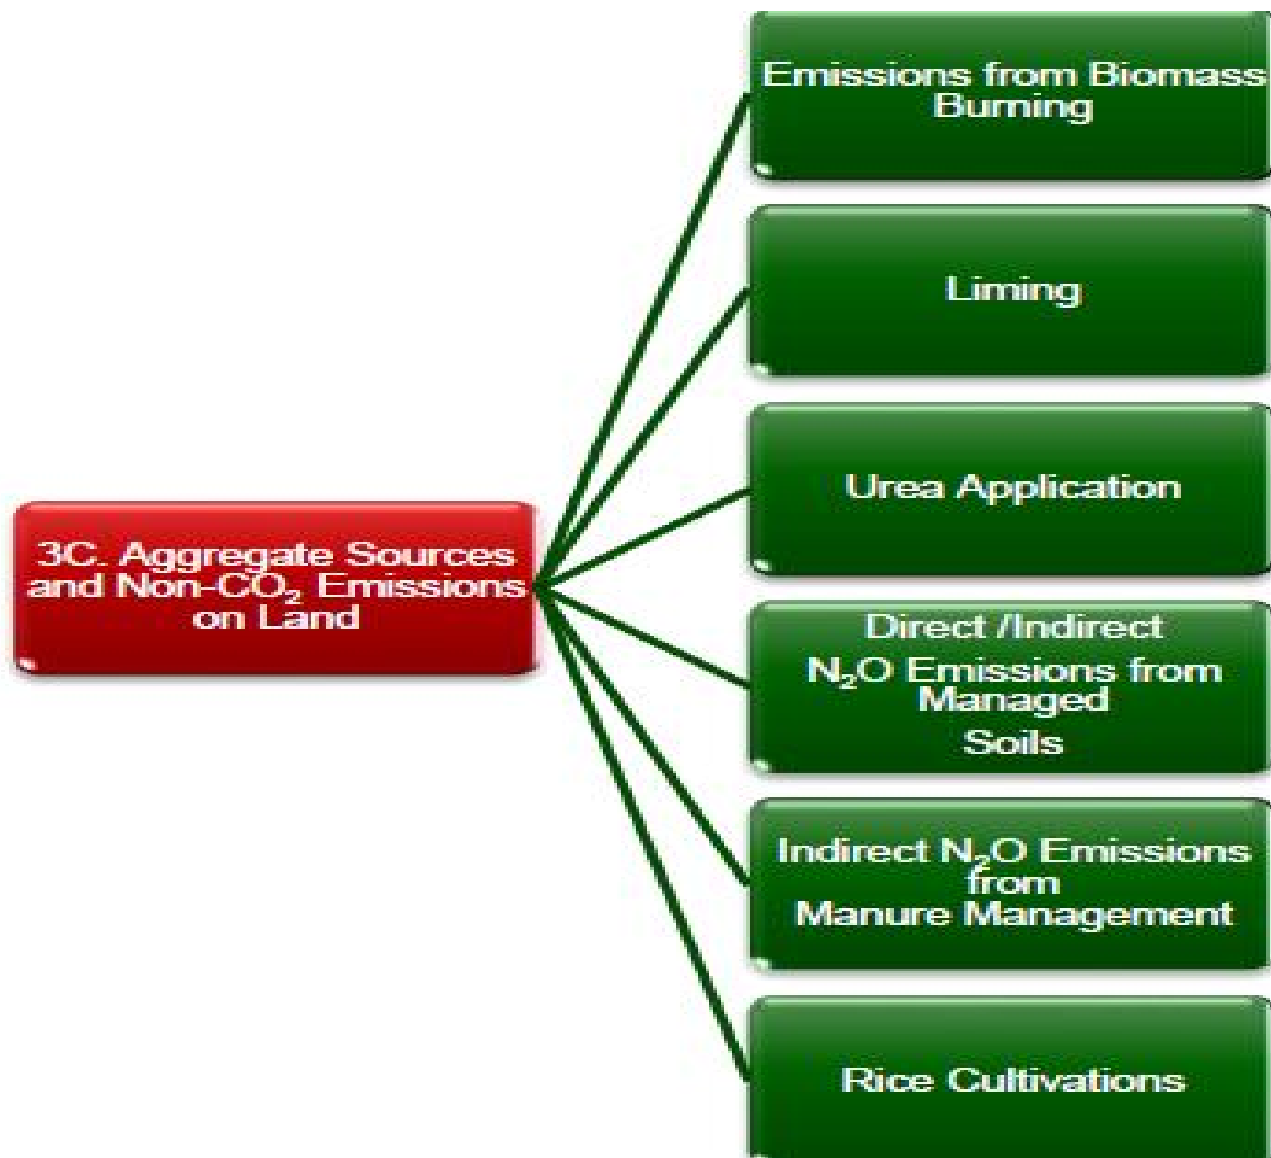 Emissions from Biomass
Burning
Liming
Urea Application
3C. Aggregate Sources
and Non-CO₂ Emissions
on Land
Direct /Indirect
N₂O Emissions from
Managed
Soils
Indirect N₂O Emissions
from
Manure Management
Rice Cultivations